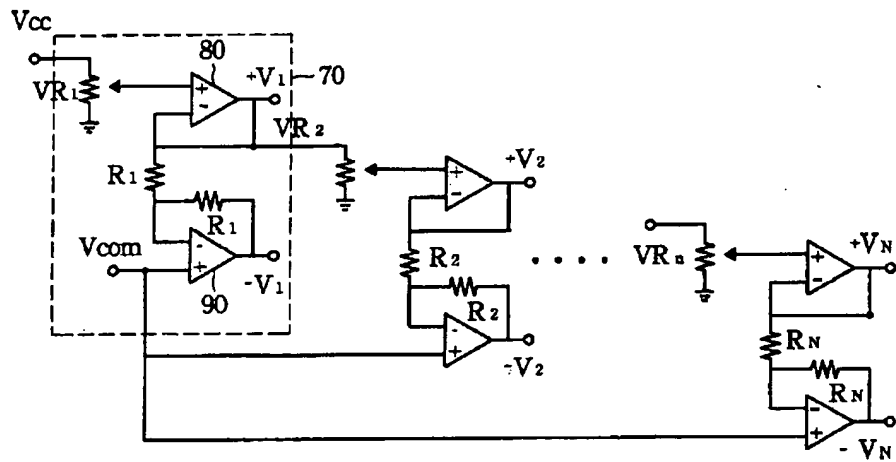 Vcc
80
70
+V1
VR1
+
-
VR2
R1
R1
Vcom
-
+
90
-V1
+V2
+
-
R2
R2
-
+
-V2
. . . .
VRn
+VN
+
-
RN
RN
-
+
- VN